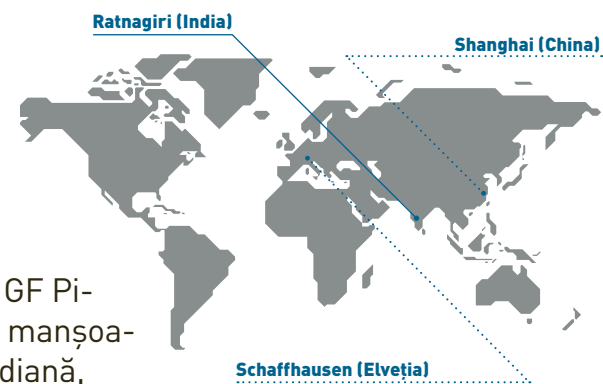 Ratnagiri (India)
Shanghai (China)
GF Pi-
manșoa-
diană,
Schaffhausen (Elveția)